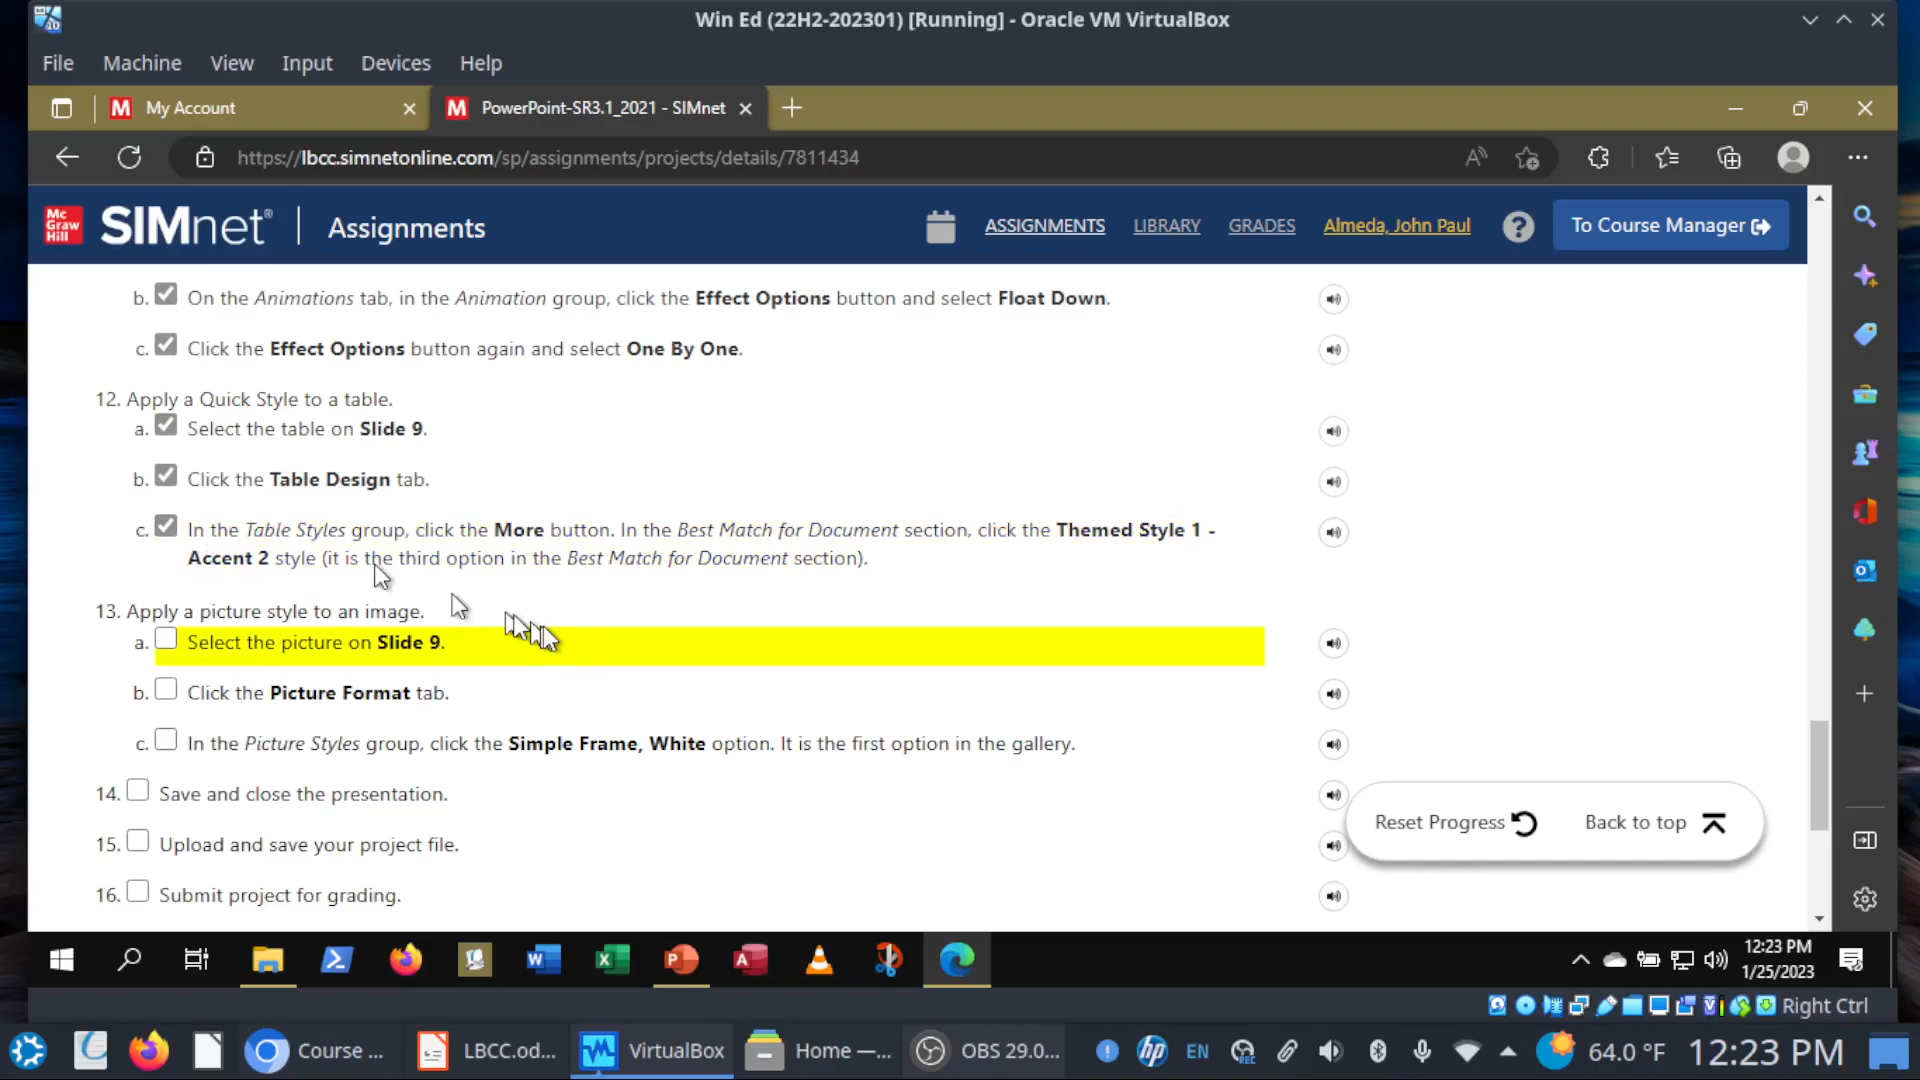 Win Ed (22H2-202301) [Running] - Oracle VM VirtualBox
File Machine View Input Devices Help
M My Account
M PowerPoint-SR3.1_2021 - SIMnet
https://lbcc.simnetonline.com/sp/assignments/projects/details/7811434
Mc Graw Hill SIMnet® Assignments ASSIGNMENTS LIBRARY GRADES Almeda, John Paul ? To Course Manager
b. On the Animations tab, in the Animation group, click the Effect Options button and select Float Down.
c. Click the Effect Options button again and select One By One.
12. Apply a Quick Style to a table.
a. Select the table on Slide 9.
b. Click the Table Design tab.
c. In the Table Styles group, click the More button. In the Best Match for Document section, click the Themed Style 1 -
Accent 2 style (it is the third option in the Best Match for Document section).
13. Apply a picture style to an image.
a. Select the picture on Slide 9.
b. Click the Picture Format tab.
c. In the Picture Styles group, click the Simple Frame, White option. It is the first option in the gallery.
14. Save and close the presentation.
Reset Progress Back to top
15. Upload and save your project file.
16. Submit project for grading.
12:23 PM
1/25/2023
Right Ctrl
Course ... LBCC.od... VirtualBox Home —... OBS 29.0... EN 64.0 °F 12:23 PM